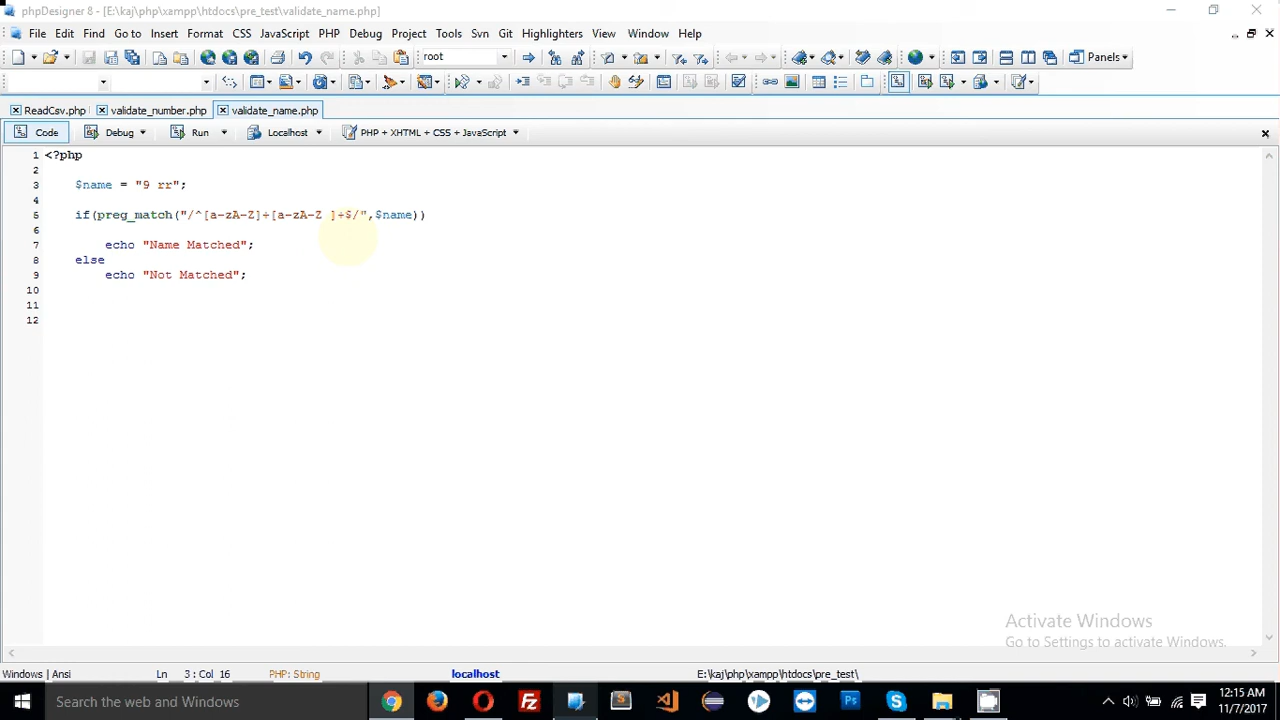 phpDesigner 8 - [E:\kaj\php\xampp\htdocs\pre_test\validate_name.php]
File Edit Find Go to Insert Format CSS JavaScript PHP Debug Project Tools Svn Git Highlighters View Window Help
root
Panels
ReadCsv.php validate_number.php validate_name.php
Code Debug Run Localhost PHP + XHTML + CSS + JavaScript
1 <?php
2
3 $name = "9 rr";
4
5 if(preg_match("/^[a-zA-Z]+[a-zA-Z ]+$/",$name))
6
7 echo "Name Matched";
8 else
9 echo "Not Matched";
10
11
12
Activate Windows
Go to Settings to activate Windows.
Windows | Ansi Ln 3 : Col 16 PHP: String localhost E:\kaj\php\xampp\htdocs\pre_test\
Search the web and Windows
12:15 AM
11/7/2017